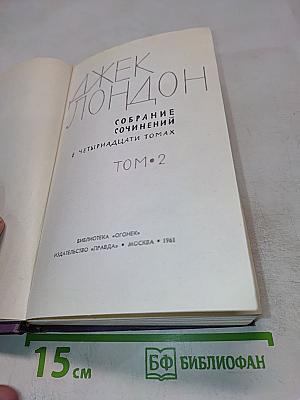 ДЖЕК
ЛОНДОН
СОБРАНИЕ
СОЧИНЕНИЙ
В ЧЕТЫРНАДЦАТИ ТОМАХ
ТОМ • 2
БИБЛИОТЕКА «ОГОНЕК»
ИЗДАТЕЛЬСТВО «ПРАВДА» • МОСКВА • 1961
15 см
БФ БИБЛИОФАН